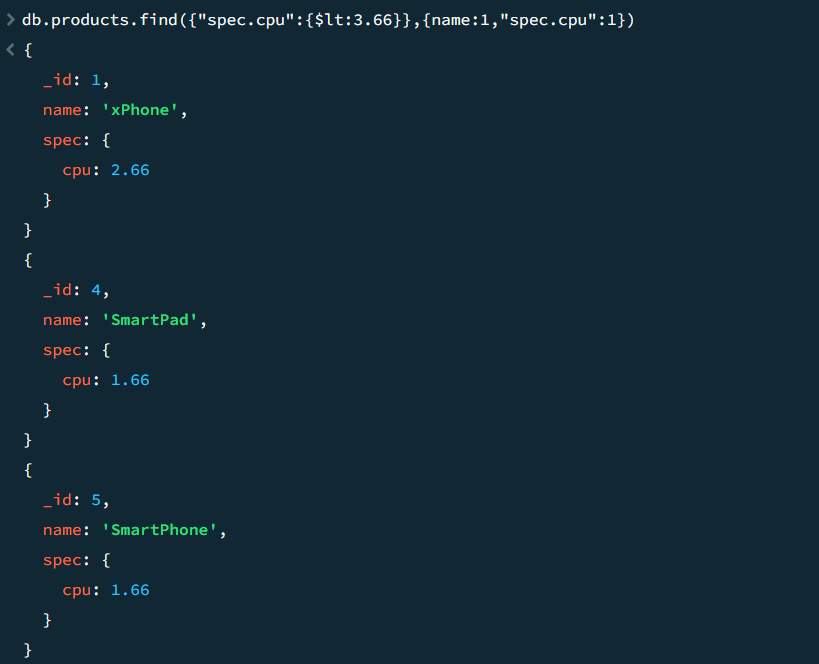 > db.products.find({"spec.cpu":{$lt:3.66}},{name:1,"spec.cpu":1})
< {
_id: 1,
name: 'xPhone',
spec: {
cpu: 2.66
}
}
{
_id: 4,
name: 'SmartPad',
spec: {
cpu: 1.66
}
}
{
_id: 5,
name: 'SmartPhone',
spec: {
cpu: 1.66
}
}